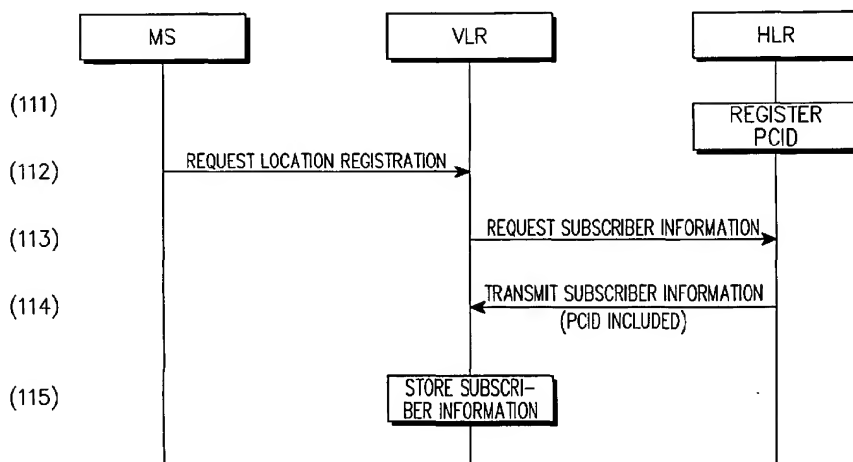 MS
VLR
HLR
(111)
REGISTER
PCID
(112)
REQUEST LOCATION REGISTRATION
(113)
REQUEST SUBSCRIBER INFORMATION
(114)
TRANSMIT SUBSCRIBER INFORMATION
(PCID INCLUDED)
(115)
STORE SUBSCRI-
BER INFORMATION